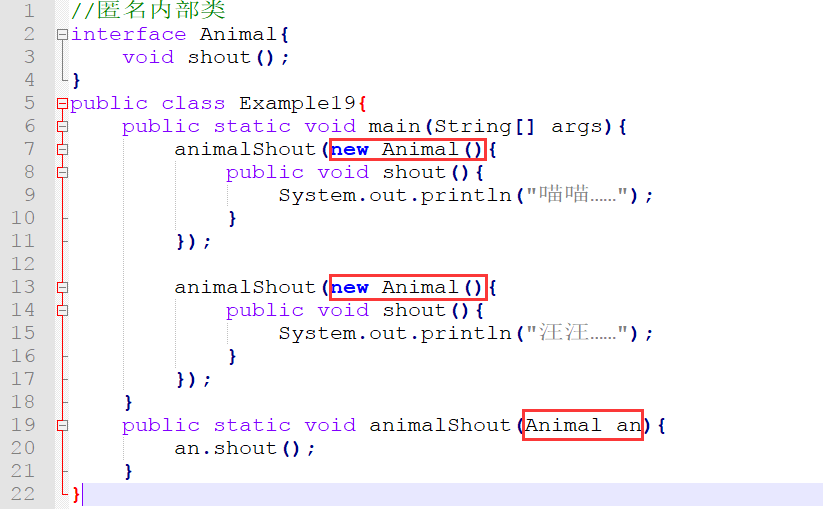 1 //匿名内部类
2 interface Animal{
3 void shout();
4 }
5 public class Example19{
6 public static void main(String[] args){
7 animalShout(new Animal(){
8 public void shout(){
9 System.out.println("喵喵……");
10 }
11 });
12
13 animalShout(new Animal(){
14 public void shout(){
15 System.out.println("汪汪……");
16 }
17 });
18 }
19 public static void animalShout(Animal an){
20 an.shout();
21 }
22 }